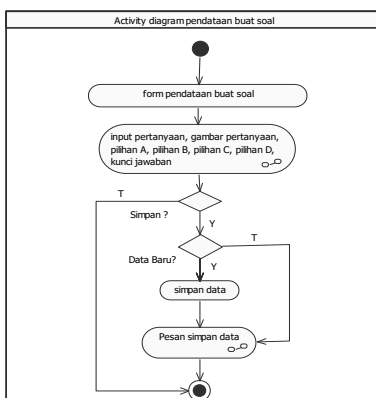 Activity diagram pendataan buat soal
form pendataan buat soal
input pertanyaan, gambar pertanyaan,
pilihan A, pilihan B, pilihan C, pilihan D,
kunci jawaban
T
Simpan ?
Y
T
Data Baru?
Y
simpan data
Pesan simpan data